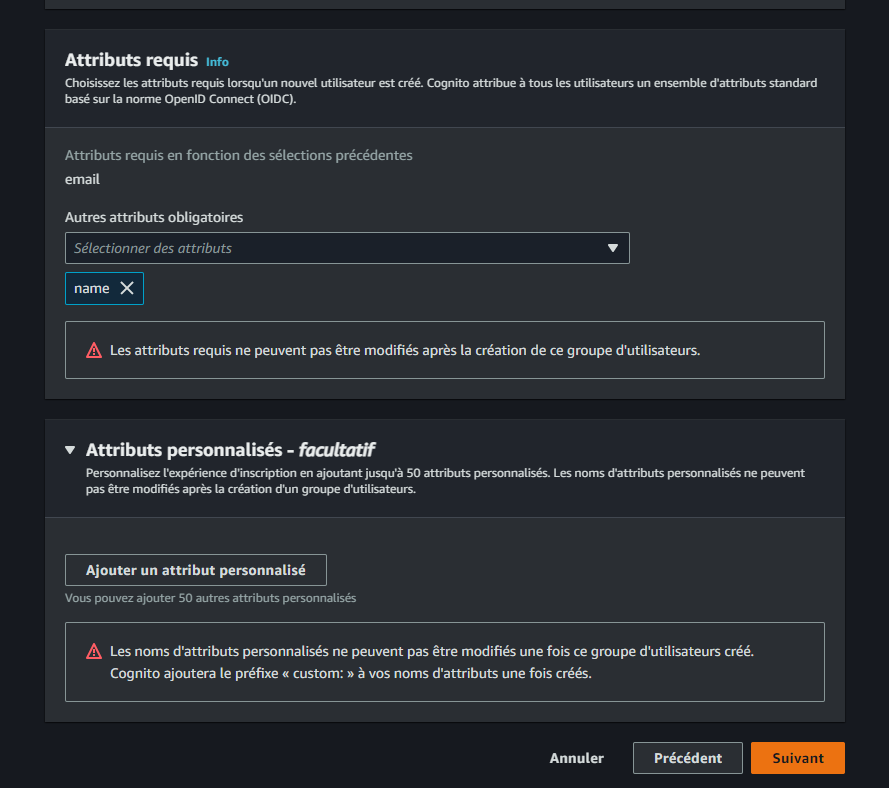 Attributs requis Info
Choisissez les attributs requis lorsqu'un nouvel utilisateur est créé. Cognito attribue à tous les utilisateurs un ensemble d'attributs standard
basé sur la norme OpenID Connect (OIDC).
Attributs requis en fonction des sélections précédentes
email
Autres attributs obligatoires
Sélectionner des attributs
name
Les attributs requis ne peuvent pas être modifiés après la création de ce groupe d'utilisateurs.
Attributs personnalisés - facultatif
Personnalisez l'expérience d'inscription en ajoutant jusqu'à 50 attributs personnalisés. Les noms d'attributs personnalisés ne peuvent
pas être modifiés après la création d'un groupe d'utilisateurs.
Ajouter un attribut personnalisé
Vous pouvez ajouter 50 autres attributs personnalisés
Les noms d'attributs personnalisés ne peuvent pas être modifiés une fois ce groupe d'utilisateurs créé.
Cognito ajoutera le préfixe « custom: » à vos noms d'attributs une fois créés.
Annuler Précédent Suivant